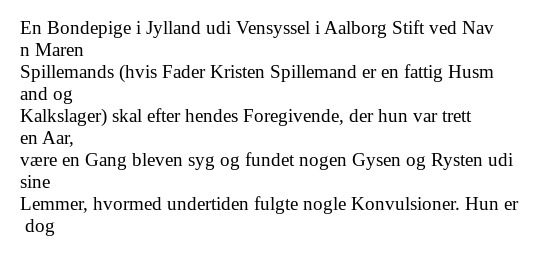 En Bondepige i Jylland udi Vensyssel i Aalborg Stift ved Nav
n Maren
Spillemands (hvis Fader Kristen Spillemand er en fattig Husm
and og
Kalkslager) skal efter hendes Foregivende, der hun var trett
en Aar,
være en Gang bleven syg og fundet nogen Gysen og Rysten udi
sine
Lemmer, hvormed undertiden fulgte nogle Konvulsioner. Hun er
dog